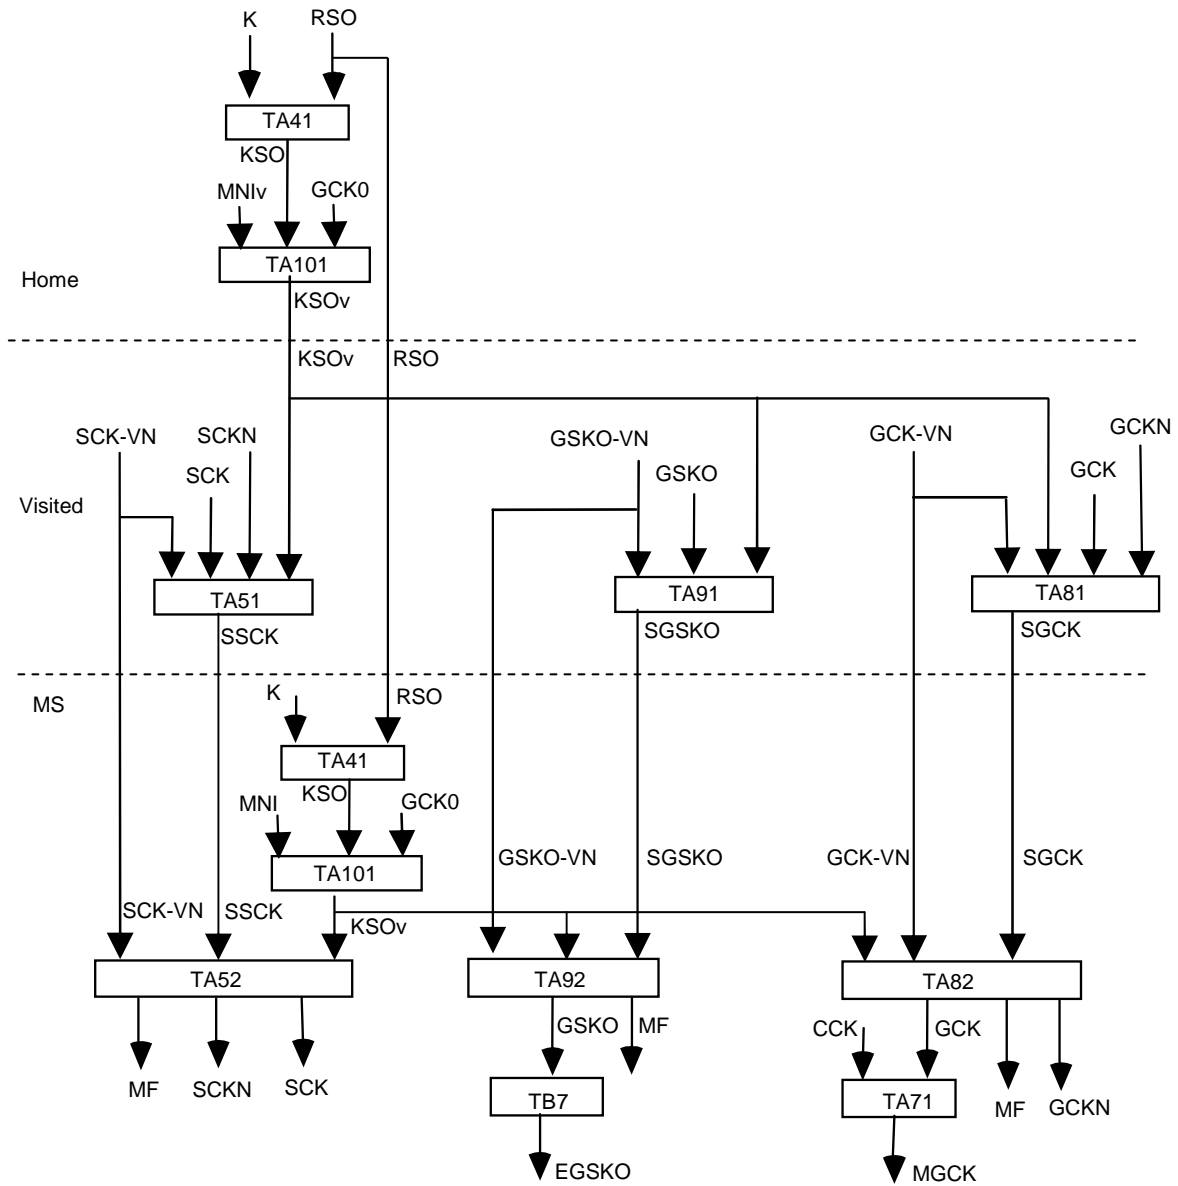 K
RSO
TA41
KSO
MNIv
GCK0
TA101
Home
KSOv
KSOv
RSO
SCK-VN
SCKN
SCK
GSKO-VN
GSKO
GCK-VN
GCKN
GCK
Visited
TA51
TA91
TA81
SSCK
SGSKO
SGCK
MS
K
RSO
TA41
KSO
MNI
GCK0
TA101
GSKO-VN
SGSKO
GCK-VN
SGCK
SCK-VN
SSCK
KSOv
TA52
TA92
TA82
GSKO
MF
CCK
GCK
MF
SCKN
SCK
TB7
TA71
MF
GCKN
EGSKO
MGCK